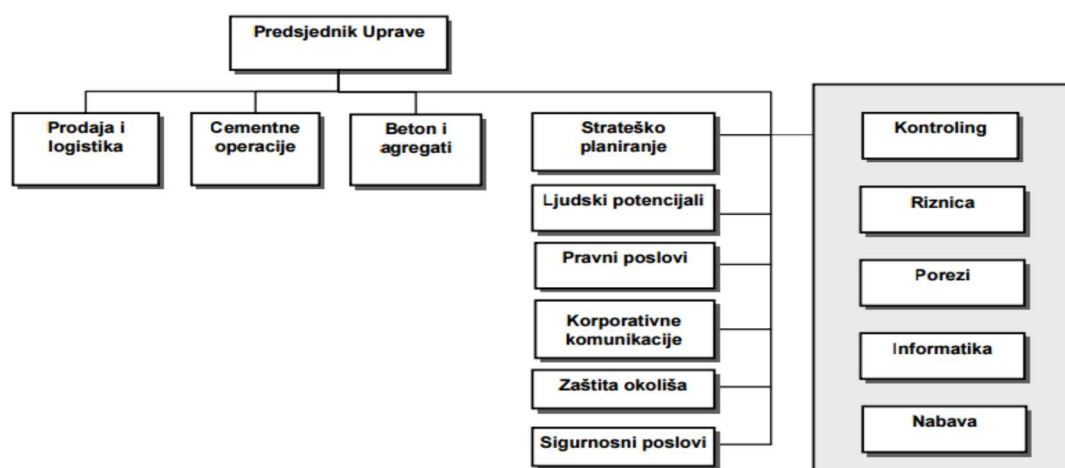 Predsjednik Uprave
Prodaja i
logistika
Cementne
operacije
Beton i
agregati
Strateško
planiranje
Ljudski potencijali
Pravni poslovi
Korporativne
komunikacije
Zaštita okoliša
Sigurnosni poslovi
Kontroling
Riznica
Porezi
Informatika
Nabava